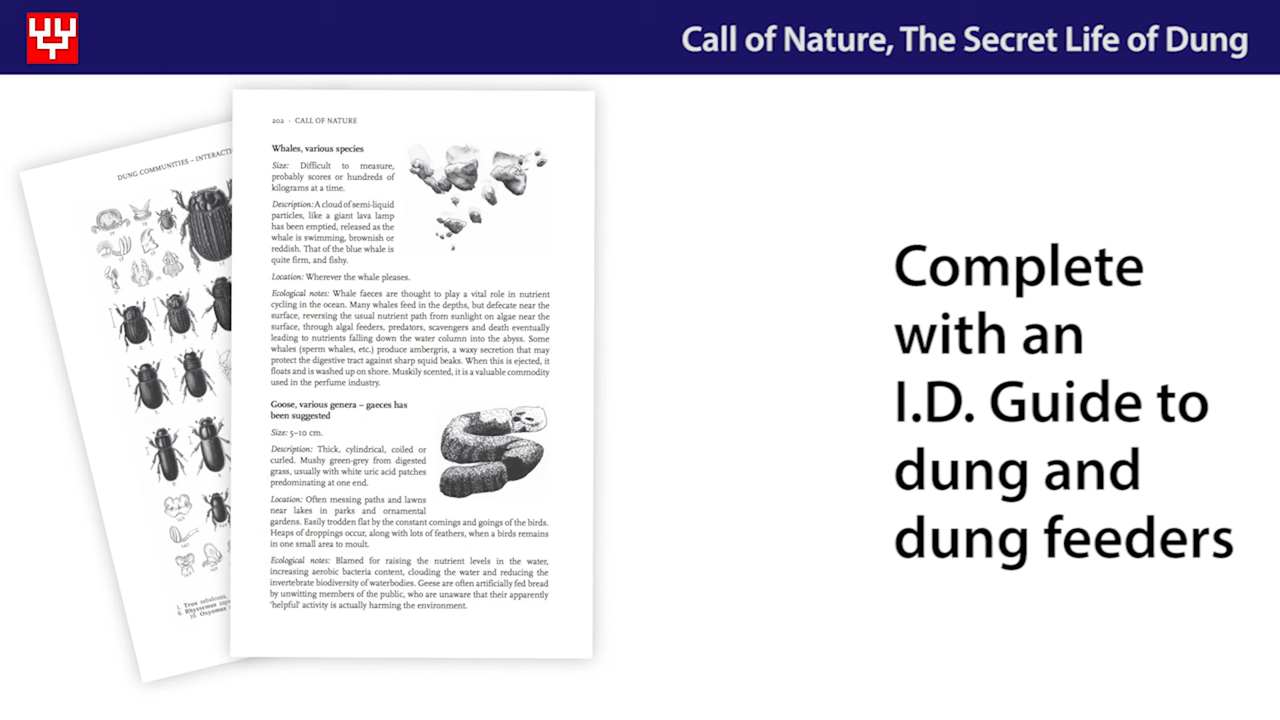 Call of Nature, The Secret Life of Dung
DUNG COMMUNITIES – INTERACTI
1. Trox sabulosus,
202 · CALL OF NATURE
Whales, various species
Size: Difficult to measure,
probably scores or hundreds of
kilograms at a time.
Description: A cloud of semi-liquid
particles, like a giant lava lamp
has been emptied, released as the
whale is swimming, brownish or
reddish. That of the blue whale is
quite firm, and fishy.
Location: Wherever the whale pleases.
Ecological notes: Whale faeces are thought to play a vital role in nutrient
cycling in the ocean. Many whales feed in the depths, but defecate near the
surface, reversing the usual nutrient path from sunlight on algae near the
surface, through algal feeders, predators, scavengers and death eventually
leading to nutrients falling down the water column into the abyss. Some
whales (sperm whales, etc.) produce ambergris, a waxy secretion that may
protect the digestive tract against sharp squid beaks. When this is ejected, it
floats and is washed up on shore. Muskily scented, it is a valuable commodity
used in the perfume industry.
Goose, various genera – gaeces has
been suggested
Size: 5–10 cm.
Description: Thick, cylindrical, coiled or
curled. Mushy green-grey from digested
grass, usually with white uric acid patches
predominating at one end.
Location: Often messing paths and lawns
near lakes in parks and ornamental
gardens. Easily trodden flat by the constant comings and goings of the birds.
Heaps of droppings occur, along with lots of feathers, when a birds remains
in one small area to moult.
Ecological notes: Blamed for raising the nutrient levels in the water,
increasing aerobic bacteria content, clouding the water and reducing the
invertebrate biodiversity of waterbodies. Geese are often artificially fed bread
by unwitting members of the public, who are unaware that their apparently
'helpful' activity is actually harming the environment.
Complete
with an
I.D. Guide to
dung and
dung feeders